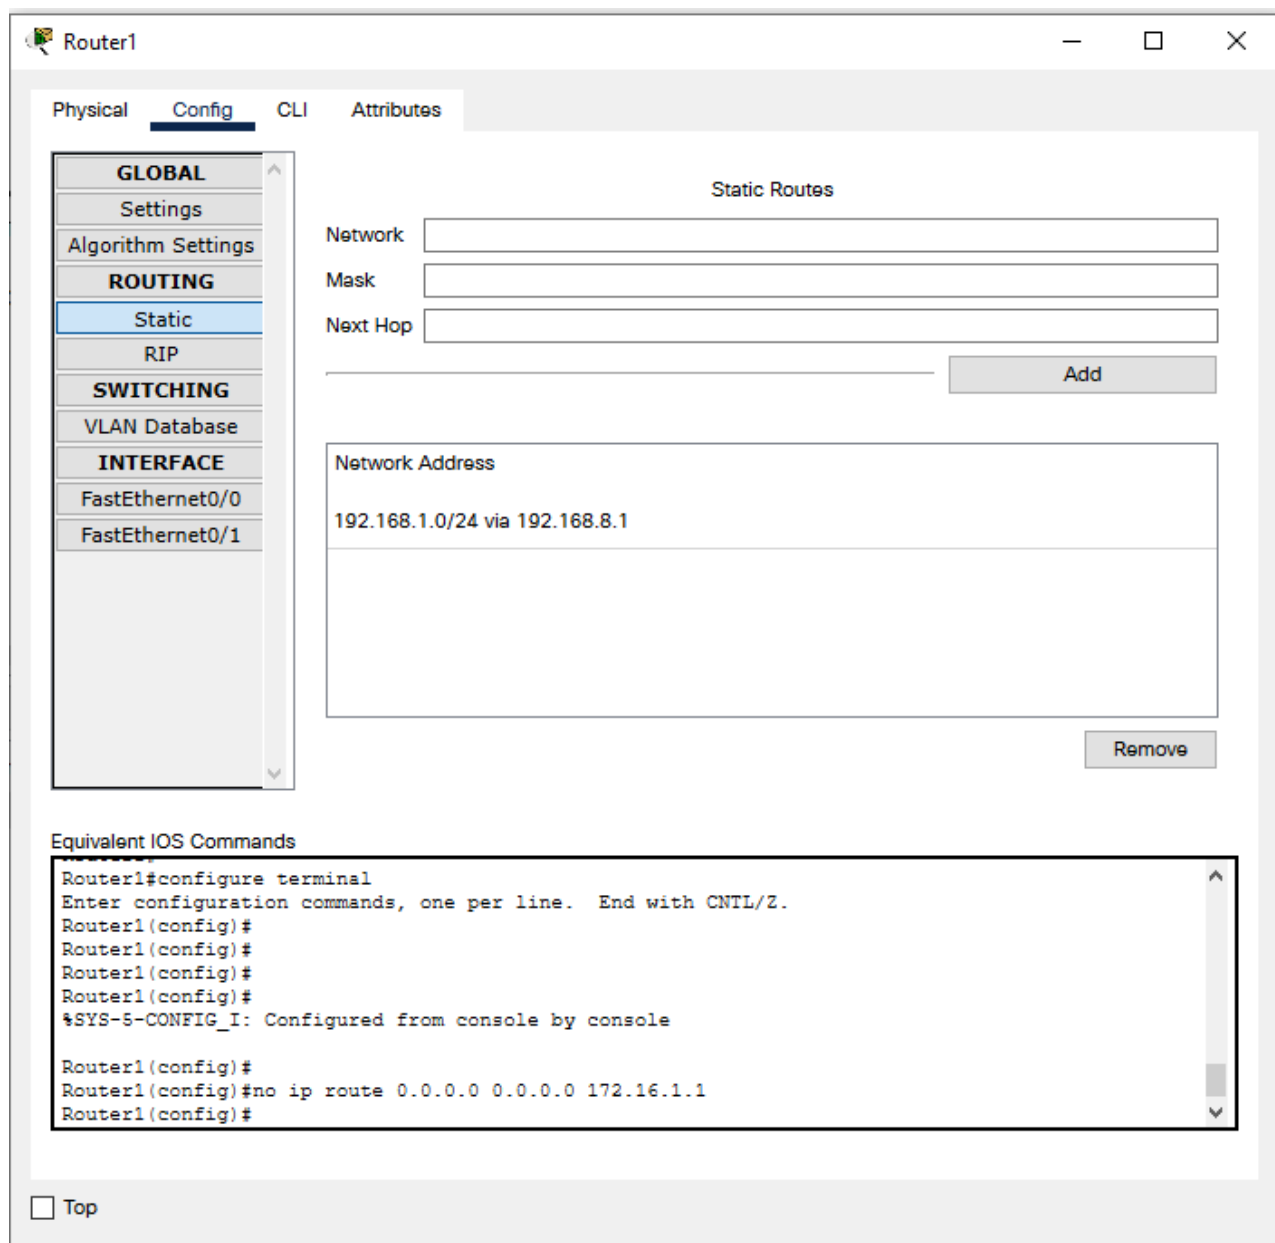 Router1
Physical Config CLI Attributes
GLOBAL
Settings
Algorithm Settings
ROUTING
Static
RIP
SWITCHING
VLAN Database
INTERFACE
FastEthernet0/0
FastEthernet0/1
Static Routes
Network
Mask
Next Hop
Add
Network Address
192.168.1.0/24 via 192.168.8.1
Remove
Equivalent IOS Commands
Router1#configure terminal
Enter configuration commands, one per line.  End with CNTL/Z.
Router1(config)#
Router1(config)#
Router1(config)#
Router1(config)#
%SYS-5-CONFIG_I: Configured from console by console
Router1(config)#
Router1(config)#no ip route 0.0.0.0 0.0.0.0 172.16.1.1
Router1(config)#
Top